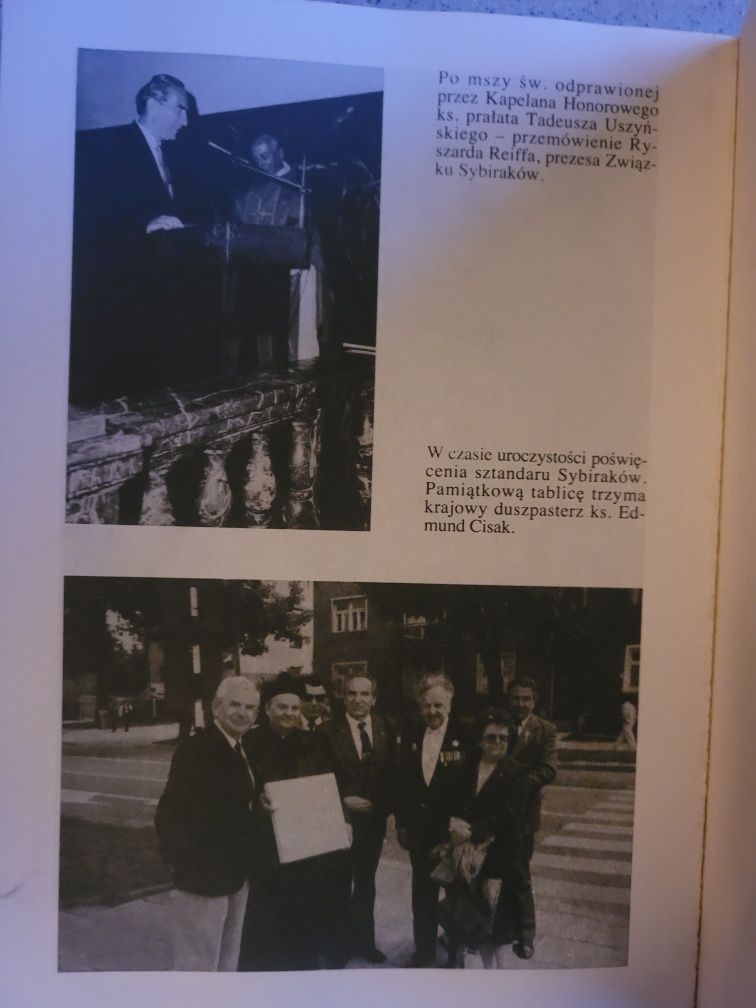 Po mszy św. odprawionej
przez Kapelana Honorowego
ks. prałata Tadeusza Uszyń-
skiego – przemówienie Ry-
szarda Reiffa, prezesa Związ-
ku Sybiraków.
W czasie uroczystości poświę-
cenia sztandaru Sybiraków.
Pamiątkową tablicę trzyma
krajowy duszpasterz ks. Ed-
mund Cisak.